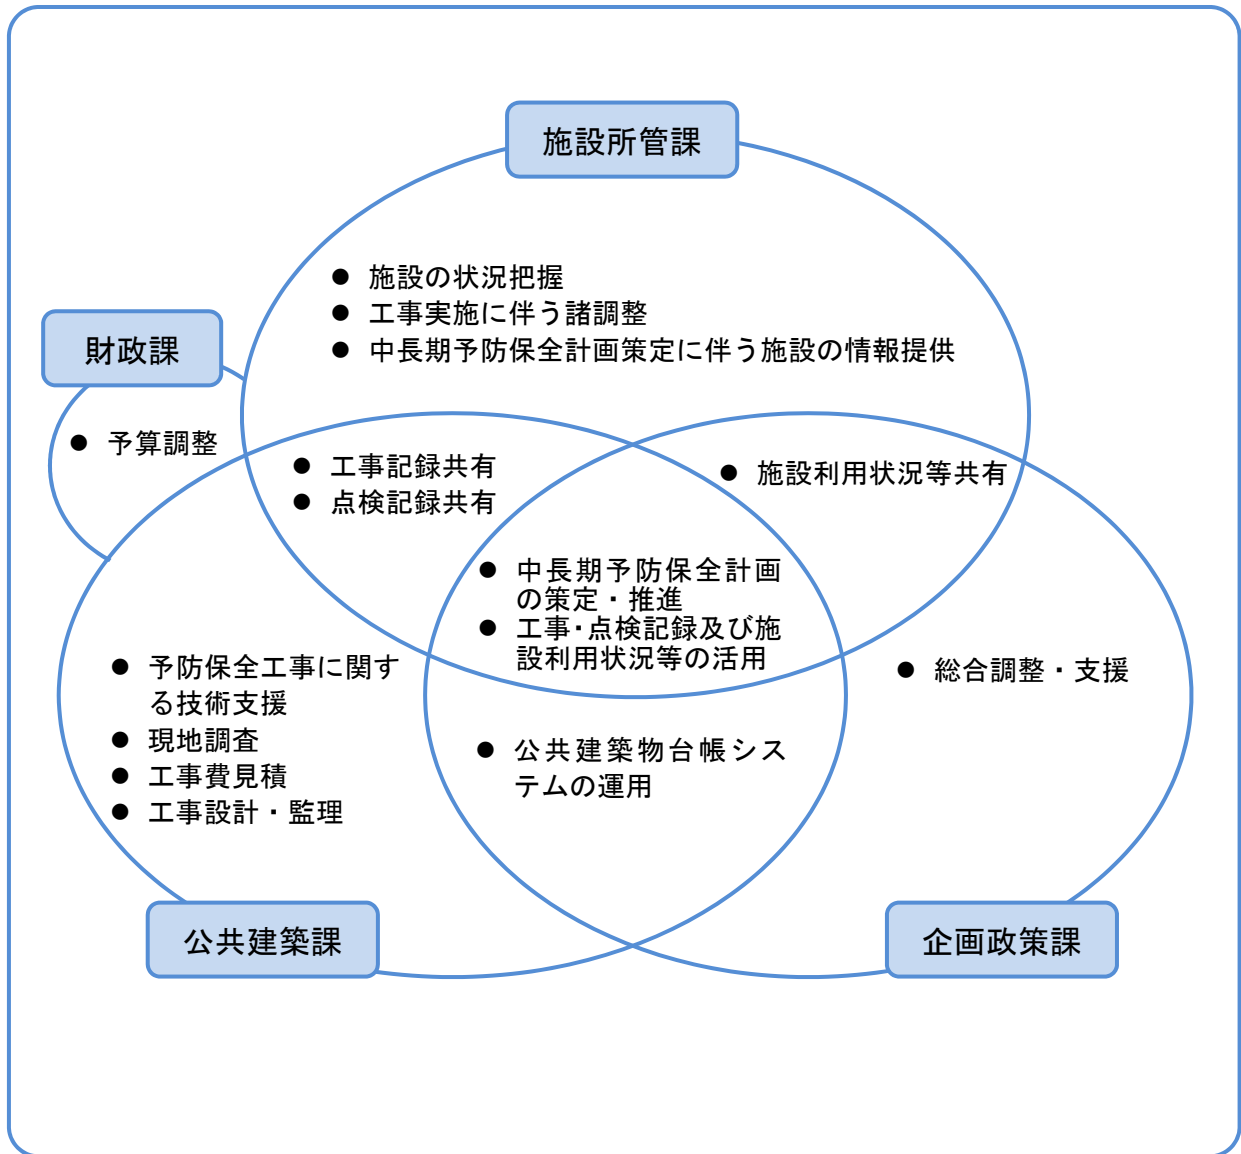 施設所管課
● 施設の状況把握
● 工事実施に伴う諸調整
● 中長期予防保全計画策定に伴う施設の情報提供
財政課
● 予算調整
● 工事記録共有
● 点検記録共有
● 施設利用状況等共有
● 中長期予防保全計画
の策定・推進
● 工事・点検記録及び施
設利用状況等の活用
● 予防保全工事に関す
る技術支援
● 現地調査
● 工事費見積
● 工事設計・監理
● 総合調整・支援
● 公共建築物台帳シス
テムの運用
公共建築課
企画政策課